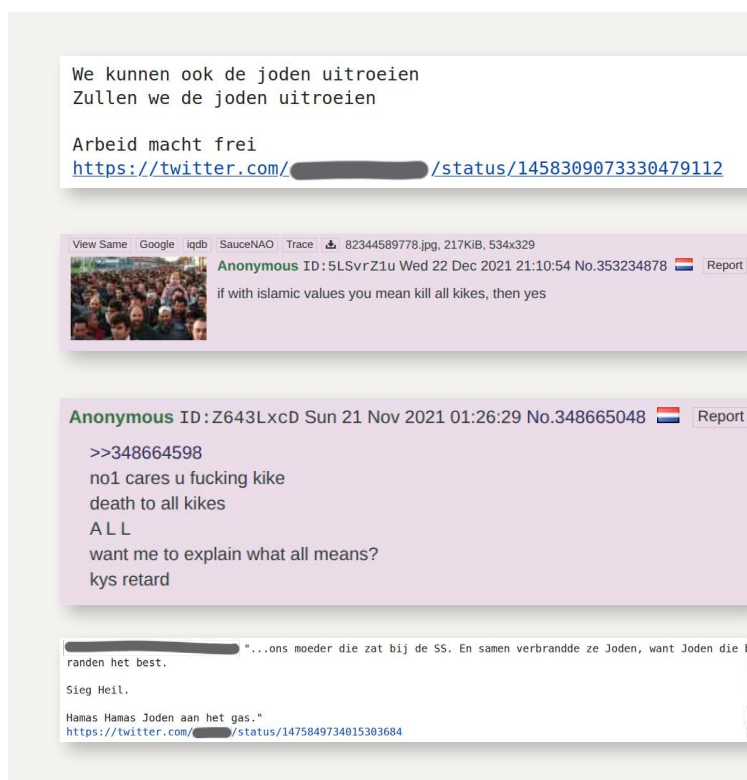 We kunnen ook de joden uitroeien
Zullen we de joden uitroeien
Arbeid macht frei
https://twitter.com/ /status/1458309073330479112
View Same Google iqdb SauceNAO Trace 82344589778.jpg, 217KiB, 534x329
Anonymous ID:5LSvrZ1u Wed 22 Dec 2021 21:10:54 No.353234878 Report
if with islamic values you mean kill all kikes, then yes
Anonymous ID:Z643LxcD Sun 21 Nov 2021 01:26:29 No.348665048 Report
>>348664598
no1 cares u fucking kike
death to all kikes
A L L
want me to explain what all means?
kys retard
"...ons moeder die zat bij de SS. En samen verbrandde ze Joden, want Joden die b
randen het best.
Sieg Heil.
Hamas Hamas Joden aan het gas."
https://twitter.com/ /status/1475849734015303684